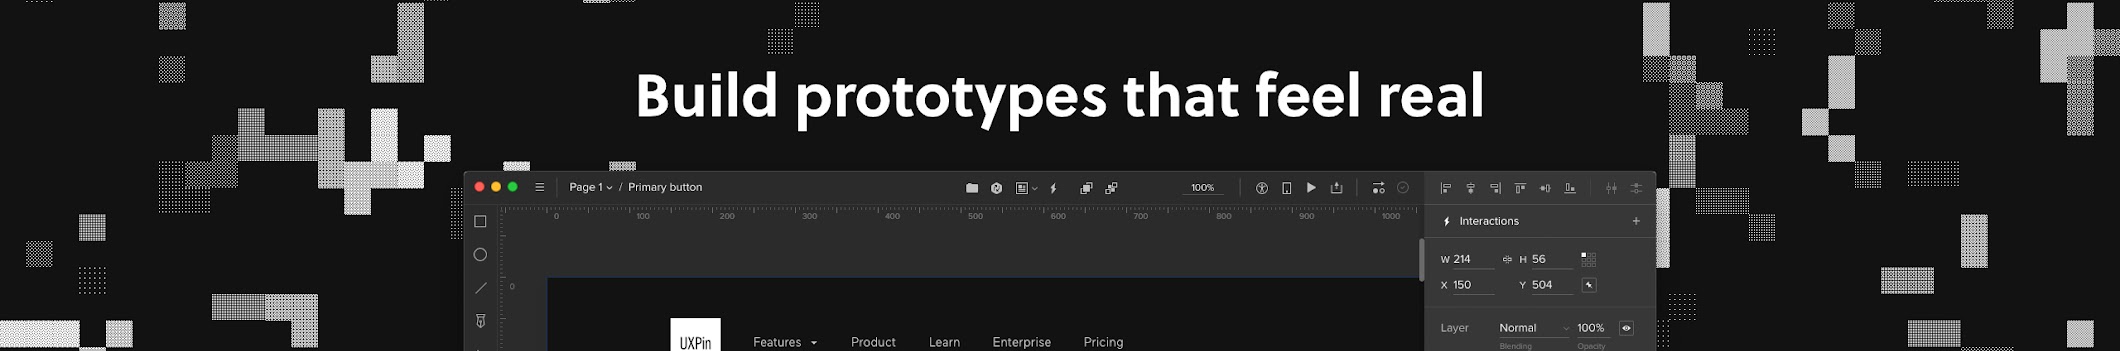 Build prototypes that feel real
Page 1 / Primary button
100%
0 100 200 300 400 500 600 700 800 900 1000
Interactions
W 214 H 56
X 150 Y 504
0
Layer Normal 100%
Blending Opacity
UXPin Features Product Learn Enterprise Pricing